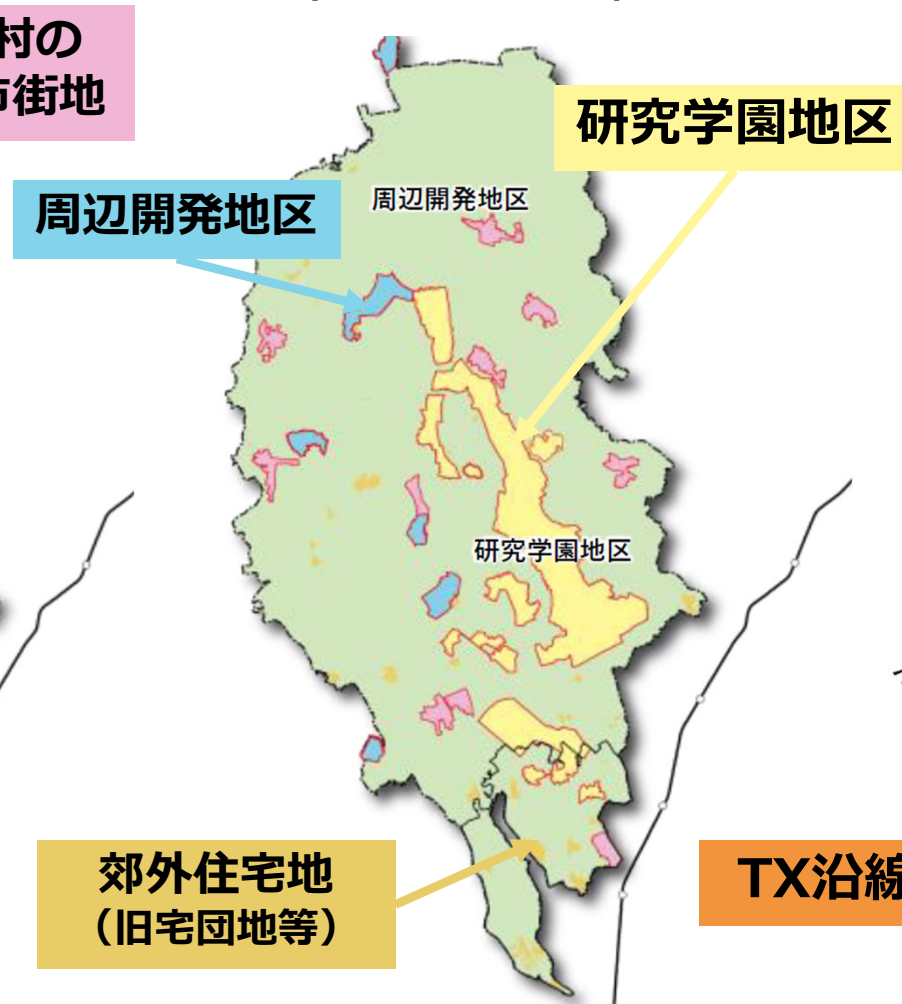 村の
市街地
研究学園地区
周辺開発地区
周辺開発地区
研究学園地区
郊外住宅地
（旧宅団地等）
TX沿線